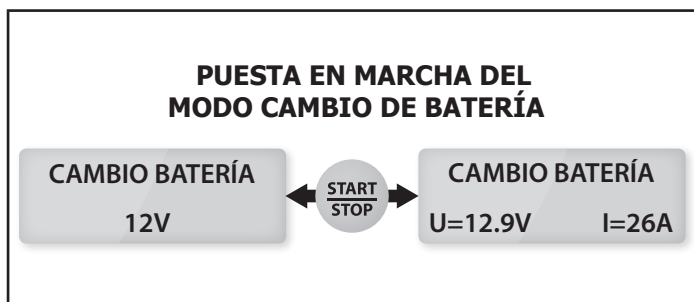 PUESTA EN MARCHA DEL
MODO CAMBIO DE BATERÍA
CAMBIO BATERÍA
12V
START
STOP
CAMBIO BATERÍA
U=12.9V I=26A